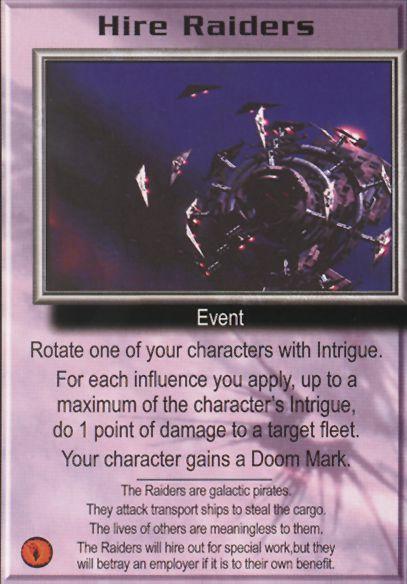 Hire Raiders
Event
Rotate one of your characters with Intrigue.
For each influence you apply, up to a
maximum of the character's Intrigue,
do 1 point of damage to a target fleet.
Your character gains a Doom Mark.
The Raiders are galactic pirates.
They attack transport ships to steal the cargo.
The lives of others are meaningless to them.
The Raiders will hire out for special work,but they
will betray an employer if it is to their own benefit.